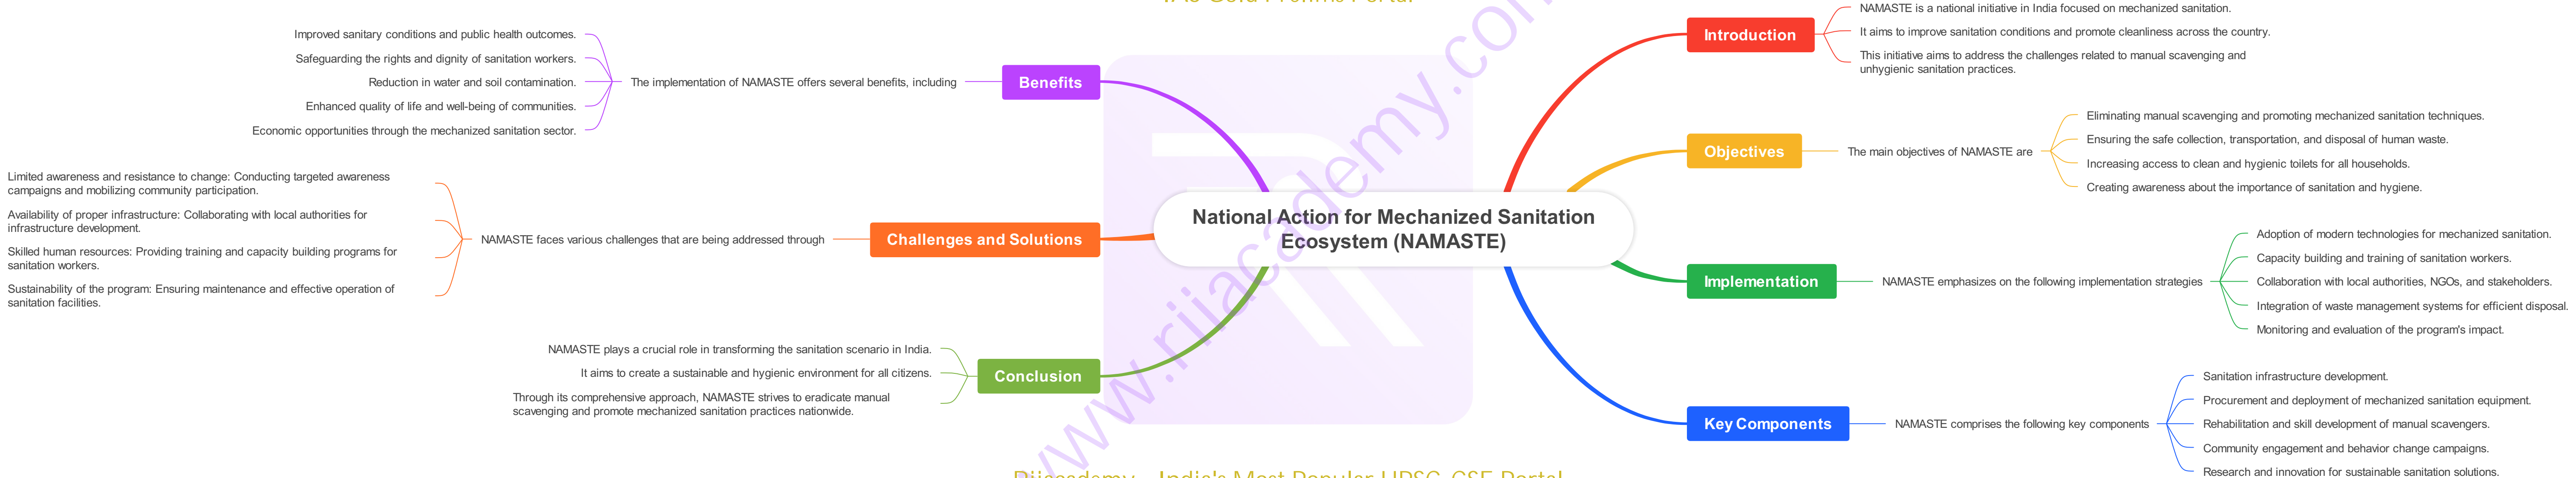 National Action for Mechanized Sanitation
Ecosystem (NAMASTE)
Introduction
NAMASTE is a national initiative in India focused on mechanized sanitation.
It aims to improve sanitation conditions and promote cleanliness across the country.
This initiative aims to address the challenges related to manual scavenging and
unhygienic sanitation practices.
Objectives
The main objectives of NAMASTE are
Eliminating manual scavenging and promoting mechanized sanitation techniques.
Ensuring the safe collection, transportation, and disposal of human waste.
Increasing access to clean and hygienic toilets for all households.
Creating awareness about the importance of sanitation and hygiene.
Implementation
NAMASTE emphasizes on the following implementation strategies
Adoption of modern technologies for mechanized sanitation.
Capacity building and training of sanitation workers.
Collaboration with local authorities, NGOs, and stakeholders.
Integration of waste management systems for efficient disposal.
Monitoring and evaluation of the program's impact.
Key Components
NAMASTE comprises the following key components
Sanitation infrastructure development.
Procurement and deployment of mechanized sanitation equipment.
Rehabilitation and skill development of manual scavengers.
Community engagement and behavior change campaigns.
Research and innovation for sustainable sanitation solutions.
Benefits
The implementation of NAMASTE offers several benefits, including
Improved sanitary conditions and public health outcomes.
Safeguarding the rights and dignity of sanitation workers.
Reduction in water and soil contamination.
Enhanced quality of life and well-being of communities.
Economic opportunities through the mechanized sanitation sector.
Challenges and Solutions
NAMASTE faces various challenges that are being addressed through
Limited awareness and resistance to change: Conducting targeted awareness
campaigns and mobilizing community participation.
Availability of proper infrastructure: Collaborating with local authorities for
infrastructure development.
Skilled human resources: Providing training and capacity building programs for
sanitation workers.
Sustainability of the program: Ensuring maintenance and effective operation of
sanitation facilities.
Conclusion
NAMASTE plays a crucial role in transforming the sanitation scenario in India.
It aims to create a sustainable and hygienic environment for all citizens.
Through its comprehensive approach, NAMASTE strives to eradicate manual
scavenging and promote mechanized sanitation practices nationwide.
www.rijacademy.com
India's Most Popular UPSC CSE Portal